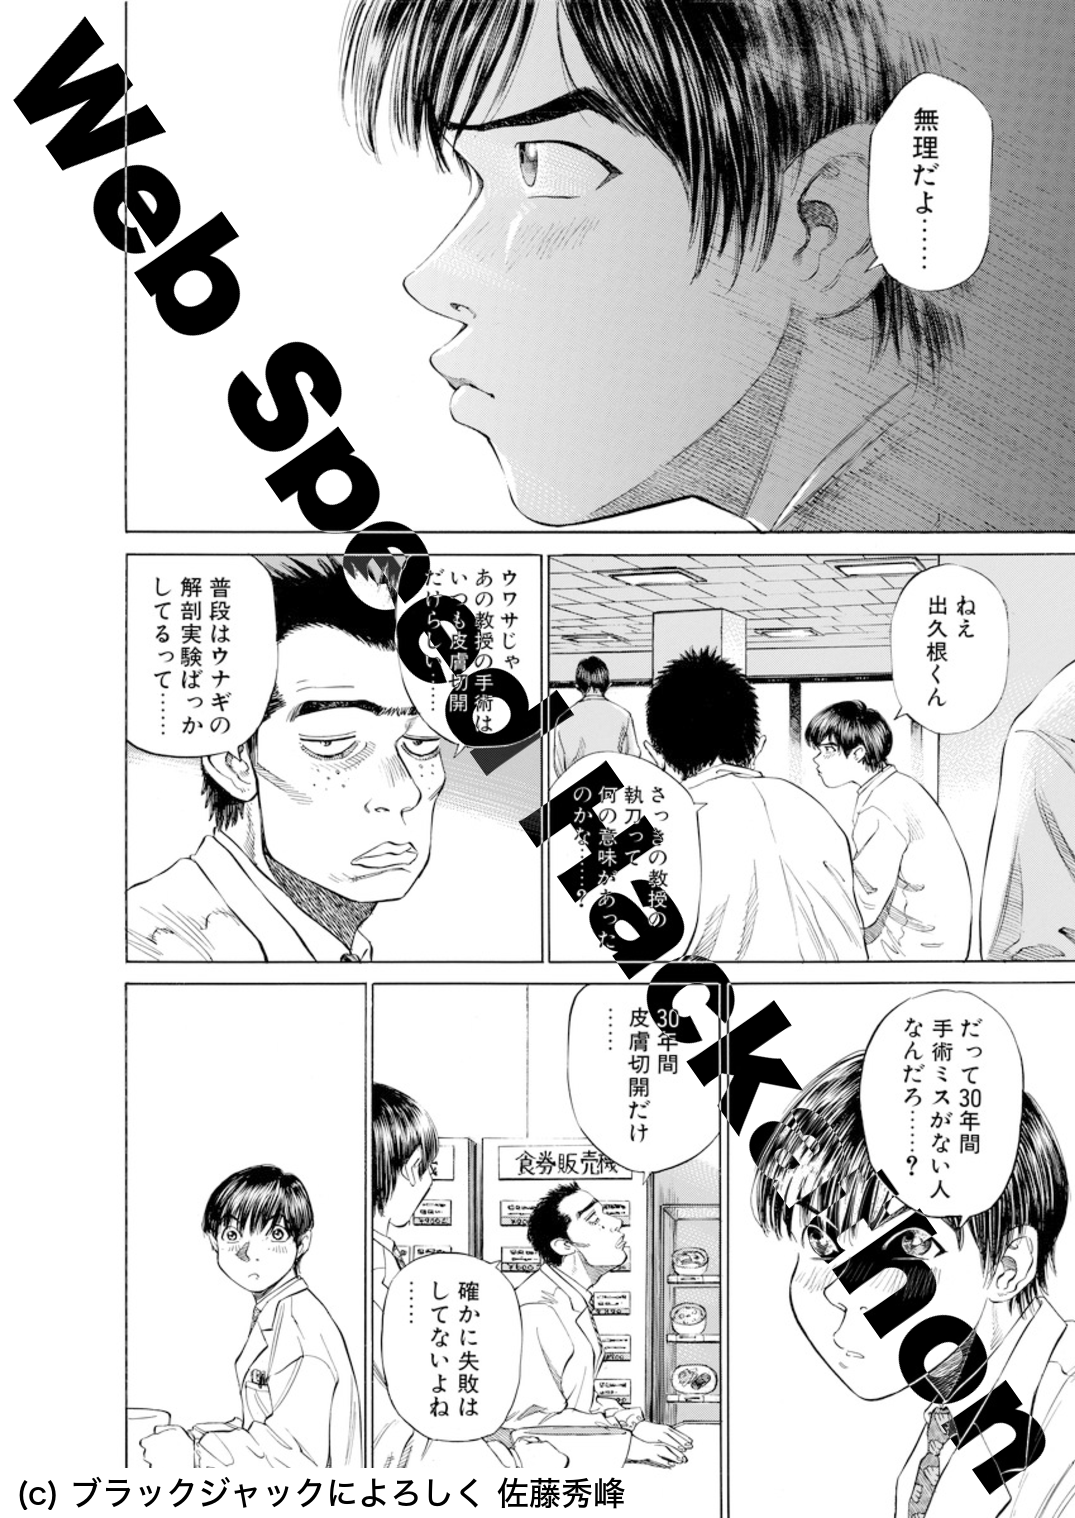 無理だよ……
ねえ
出久根くん
さっきの教授の
執刀って
何の意味があった
のかな……?
ウワサじゃ
あの教授の手術は
いつも皮膚切開
だけらしい……
普段はウナギの
解剖実験ばっか
してるって……
だって30年間
手術ミスがない人
なんだろ……?
30年間
皮膚切開だけ
……
食券販売機
確かに失敗は
してないよね
……
(c) ブラックジャックによろしく 佐藤秀峰